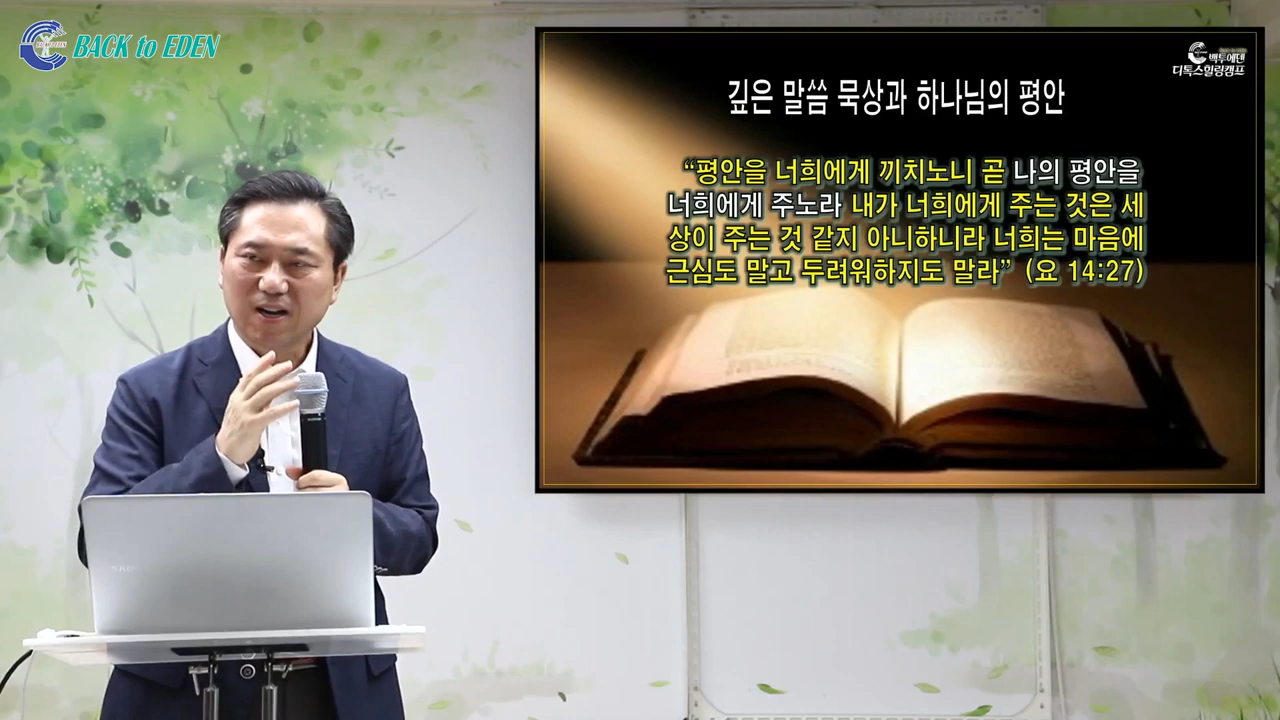 BACK to EDEN
백투에덴
디톡스힐링캠프
깊은 말씀 묵상과 하나님의 평안
“평안을 너희에게 끼치노니 곧 나의 평안을
너희에게 주노라 내가 너희에게 주는 것은 세
상이 주는 것 같지 아니하니라 너희는 마음에
근심도 말고 두려워하지도 말라” (요 14:27)